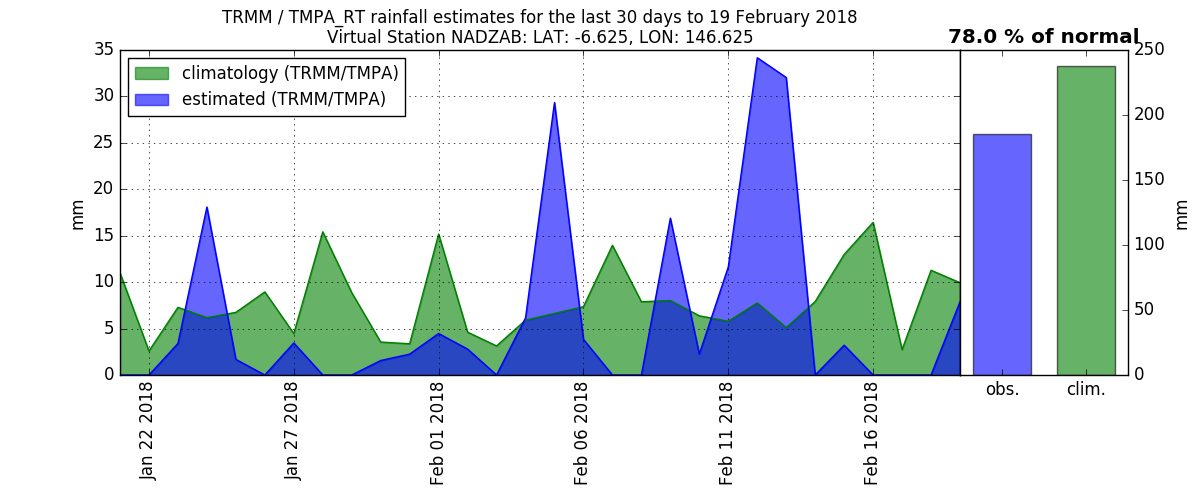 TRMM / TMPA_RT rainfall estimates for the last 30 days to 19 February 2018
Virtual Station NADZAB: LAT: -6.625, LON: 146.625
78.0 % of normal
climatology (TRMM/TMPA)
estimated (TRMM/TMPA)
35
30
25
20
15
10
5
0
mm
Jan 22 2018
Jan 27 2018
Feb 01 2018
Feb 06 2018
Feb 11 2018
Feb 16 2018
250
200
150
100
50
0
mm
obs.
clim.